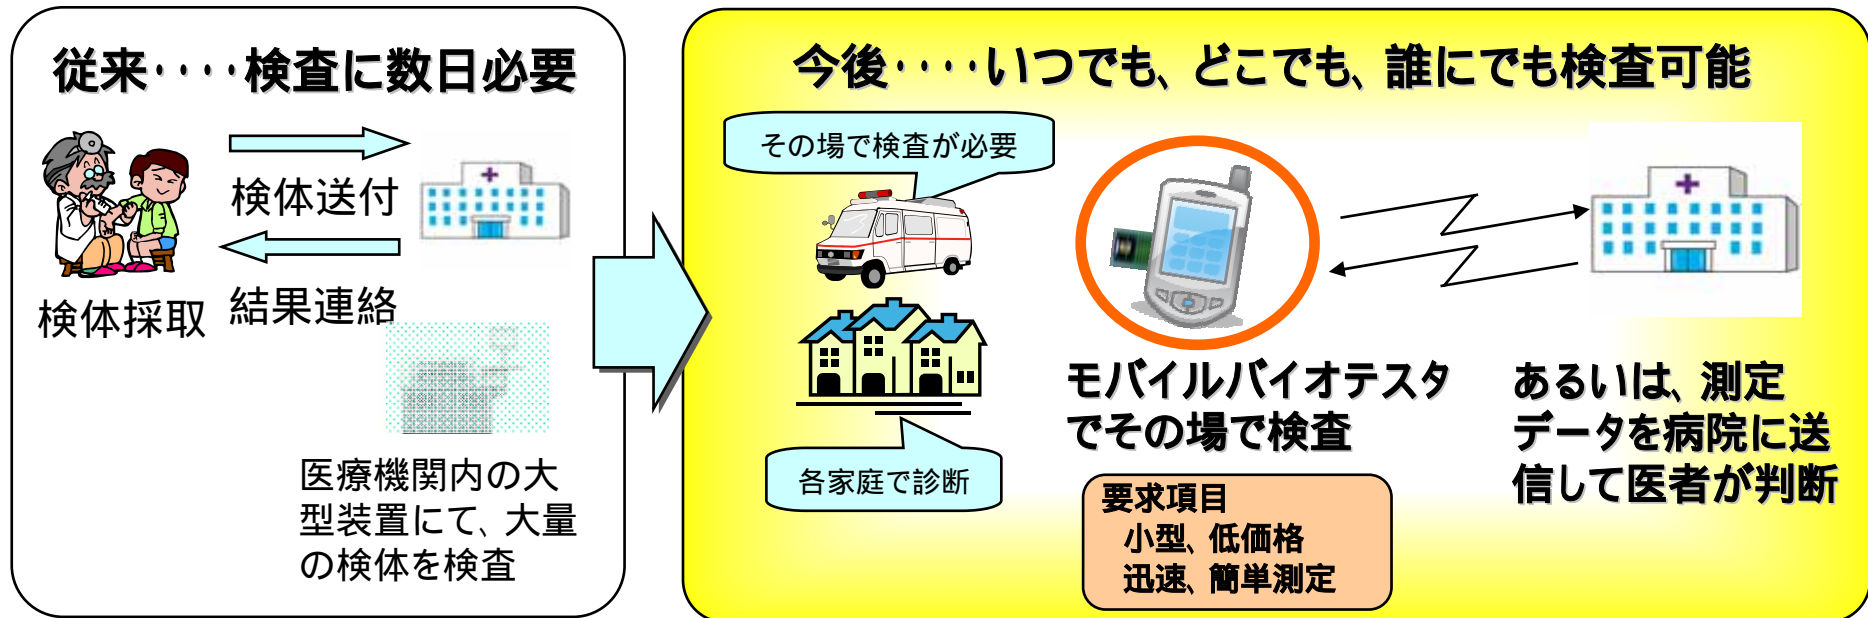 従来････検査に数日必要
検体送付
検体採取
結果連絡
医療機関内の大
型装置にて、大量
の検体を検査
今後････いつでも、どこでも、誰にでも検査可能
その場で検査が必要
各家庭で診断
モバイルバイオテスタ
でその場で検査
要求項目
小型、低価格
迅速、簡単測定
あるいは、測定
データを病院に送
信して医者が判断